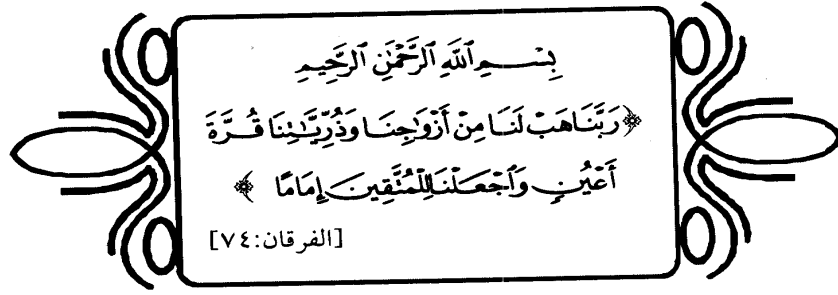 بِسْمِ ٱللَّهِ ٱلرَّحْمَٰنِ ٱلرَّحِيمِ
﴿رَبَّنَا هَبْ لَنَا مِنْ أَزْوَٰجِنَا وَذُرِّيَّٰتِنَا قُرَّةَ
أَعْيُنٍ وَٱجْعَلْنَا لِلْمُتَّقِينَ إِمَامًا ﴾
[الفرقان:٧٤]